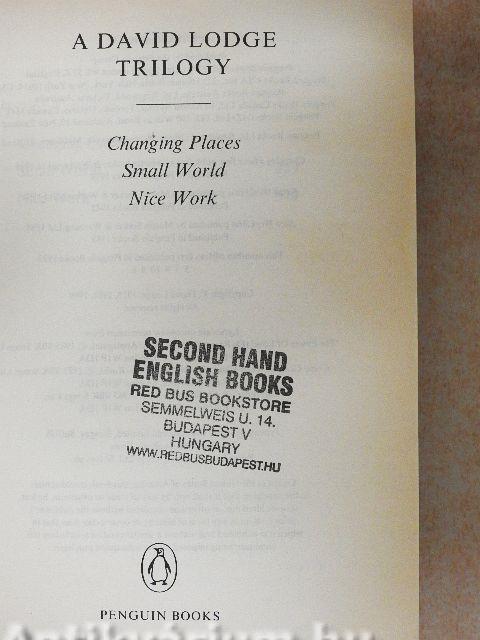 A DAVID LODGE
TRILOGY
Changing Places
Small World
Nice Work
SECOND HAND
ENGLISH BOOKS
RED BUS BOOKSTORE
SEMMELWEIS U. 14.
BUDAPEST V
HUNGARY
WWW.REDBUSBUDAPEST.HU
PENGUIN BOOKS